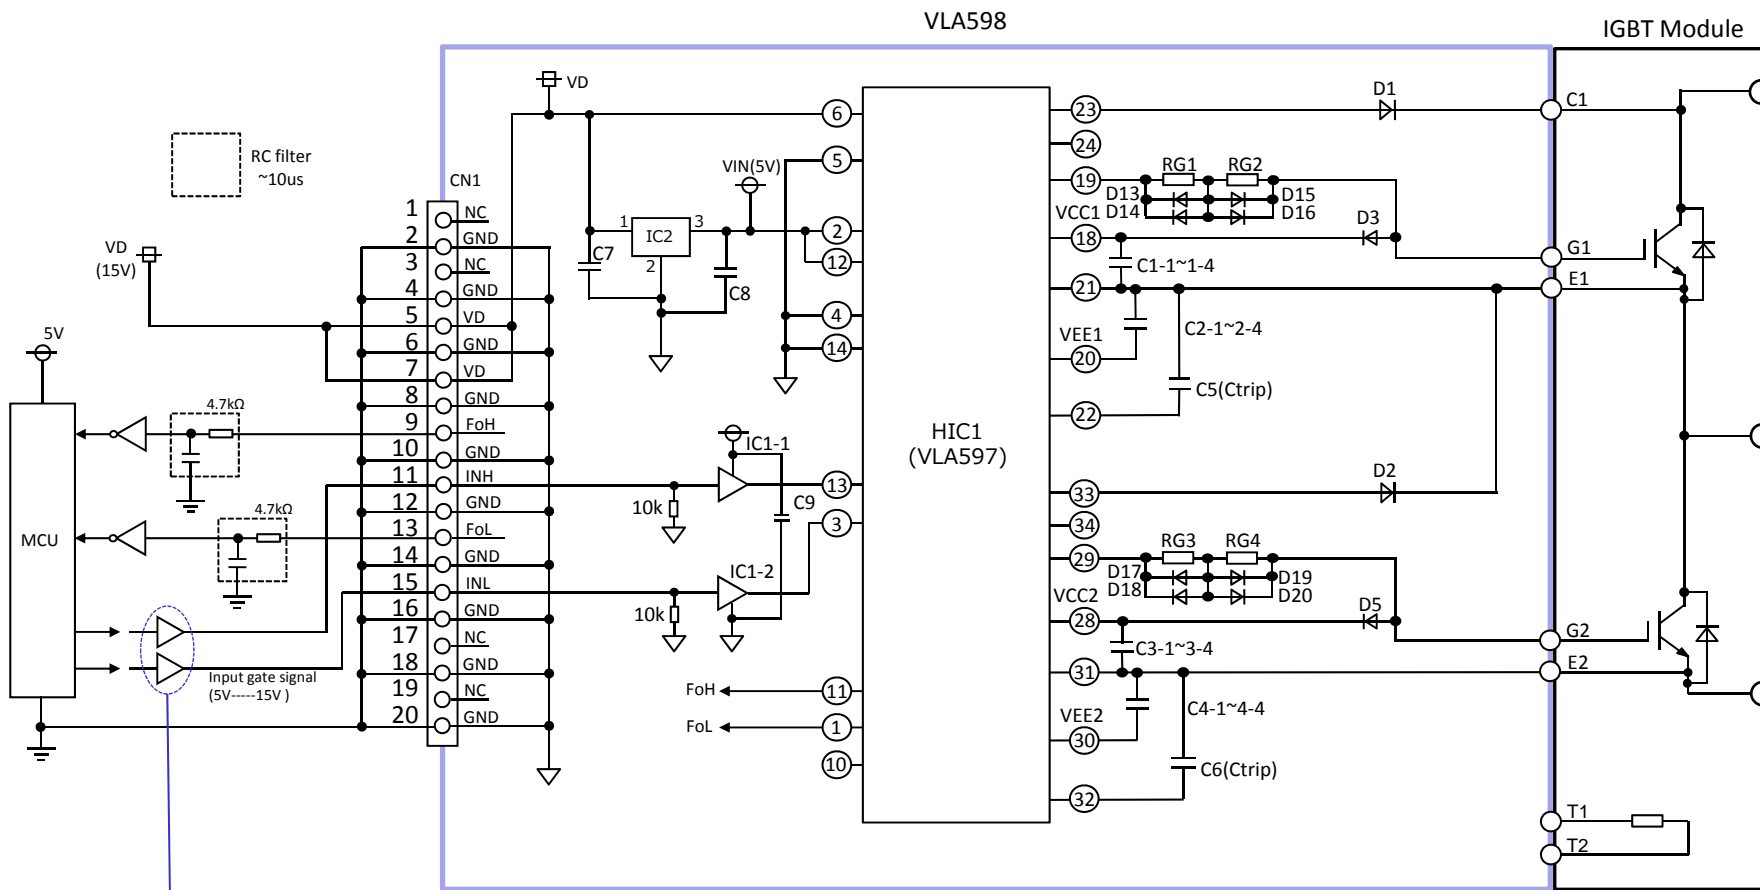 VLA598
IGBT Module
VD
RC filter
~10us
VD
(15V)
5V
MCU
4.7kΩ
4.7kΩ
Input gate signal
(5V-----15V )
CN1
1 NC
2 GND
3 NC
4 GND
5 VD
6 GND
7 VD
8 GND
9 FoH
10 GND
11 INH
12 GND
13 FoL
14 GND
15 INL
16 GND
17 NC
18 GND
19 NC
20 GND
C7
1
IC2
3
2
C8
VIN(5V)
IC1-1
10k
C9
IC1-2
10k
FoH
FoL
6
5
2
12
4
14
13
3
11
1
10
HIC1
(VLA597)
23
24
19
18
21
20
22
33
34
29
28
31
30
32
D1
RG1 RG2
D13
D14
D15
D16
VCC1
D3
C1-1~1-4
VEE1
C2-1~2-4
C5(Ctrip)
D2
RG3 RG4
D17
D18
D19
D20
VCC2
D5
C3-1~3-4
VEE2
C4-1~4-4
C6(Ctrip)
C1
G1
E1
G2
E2
T1
T2